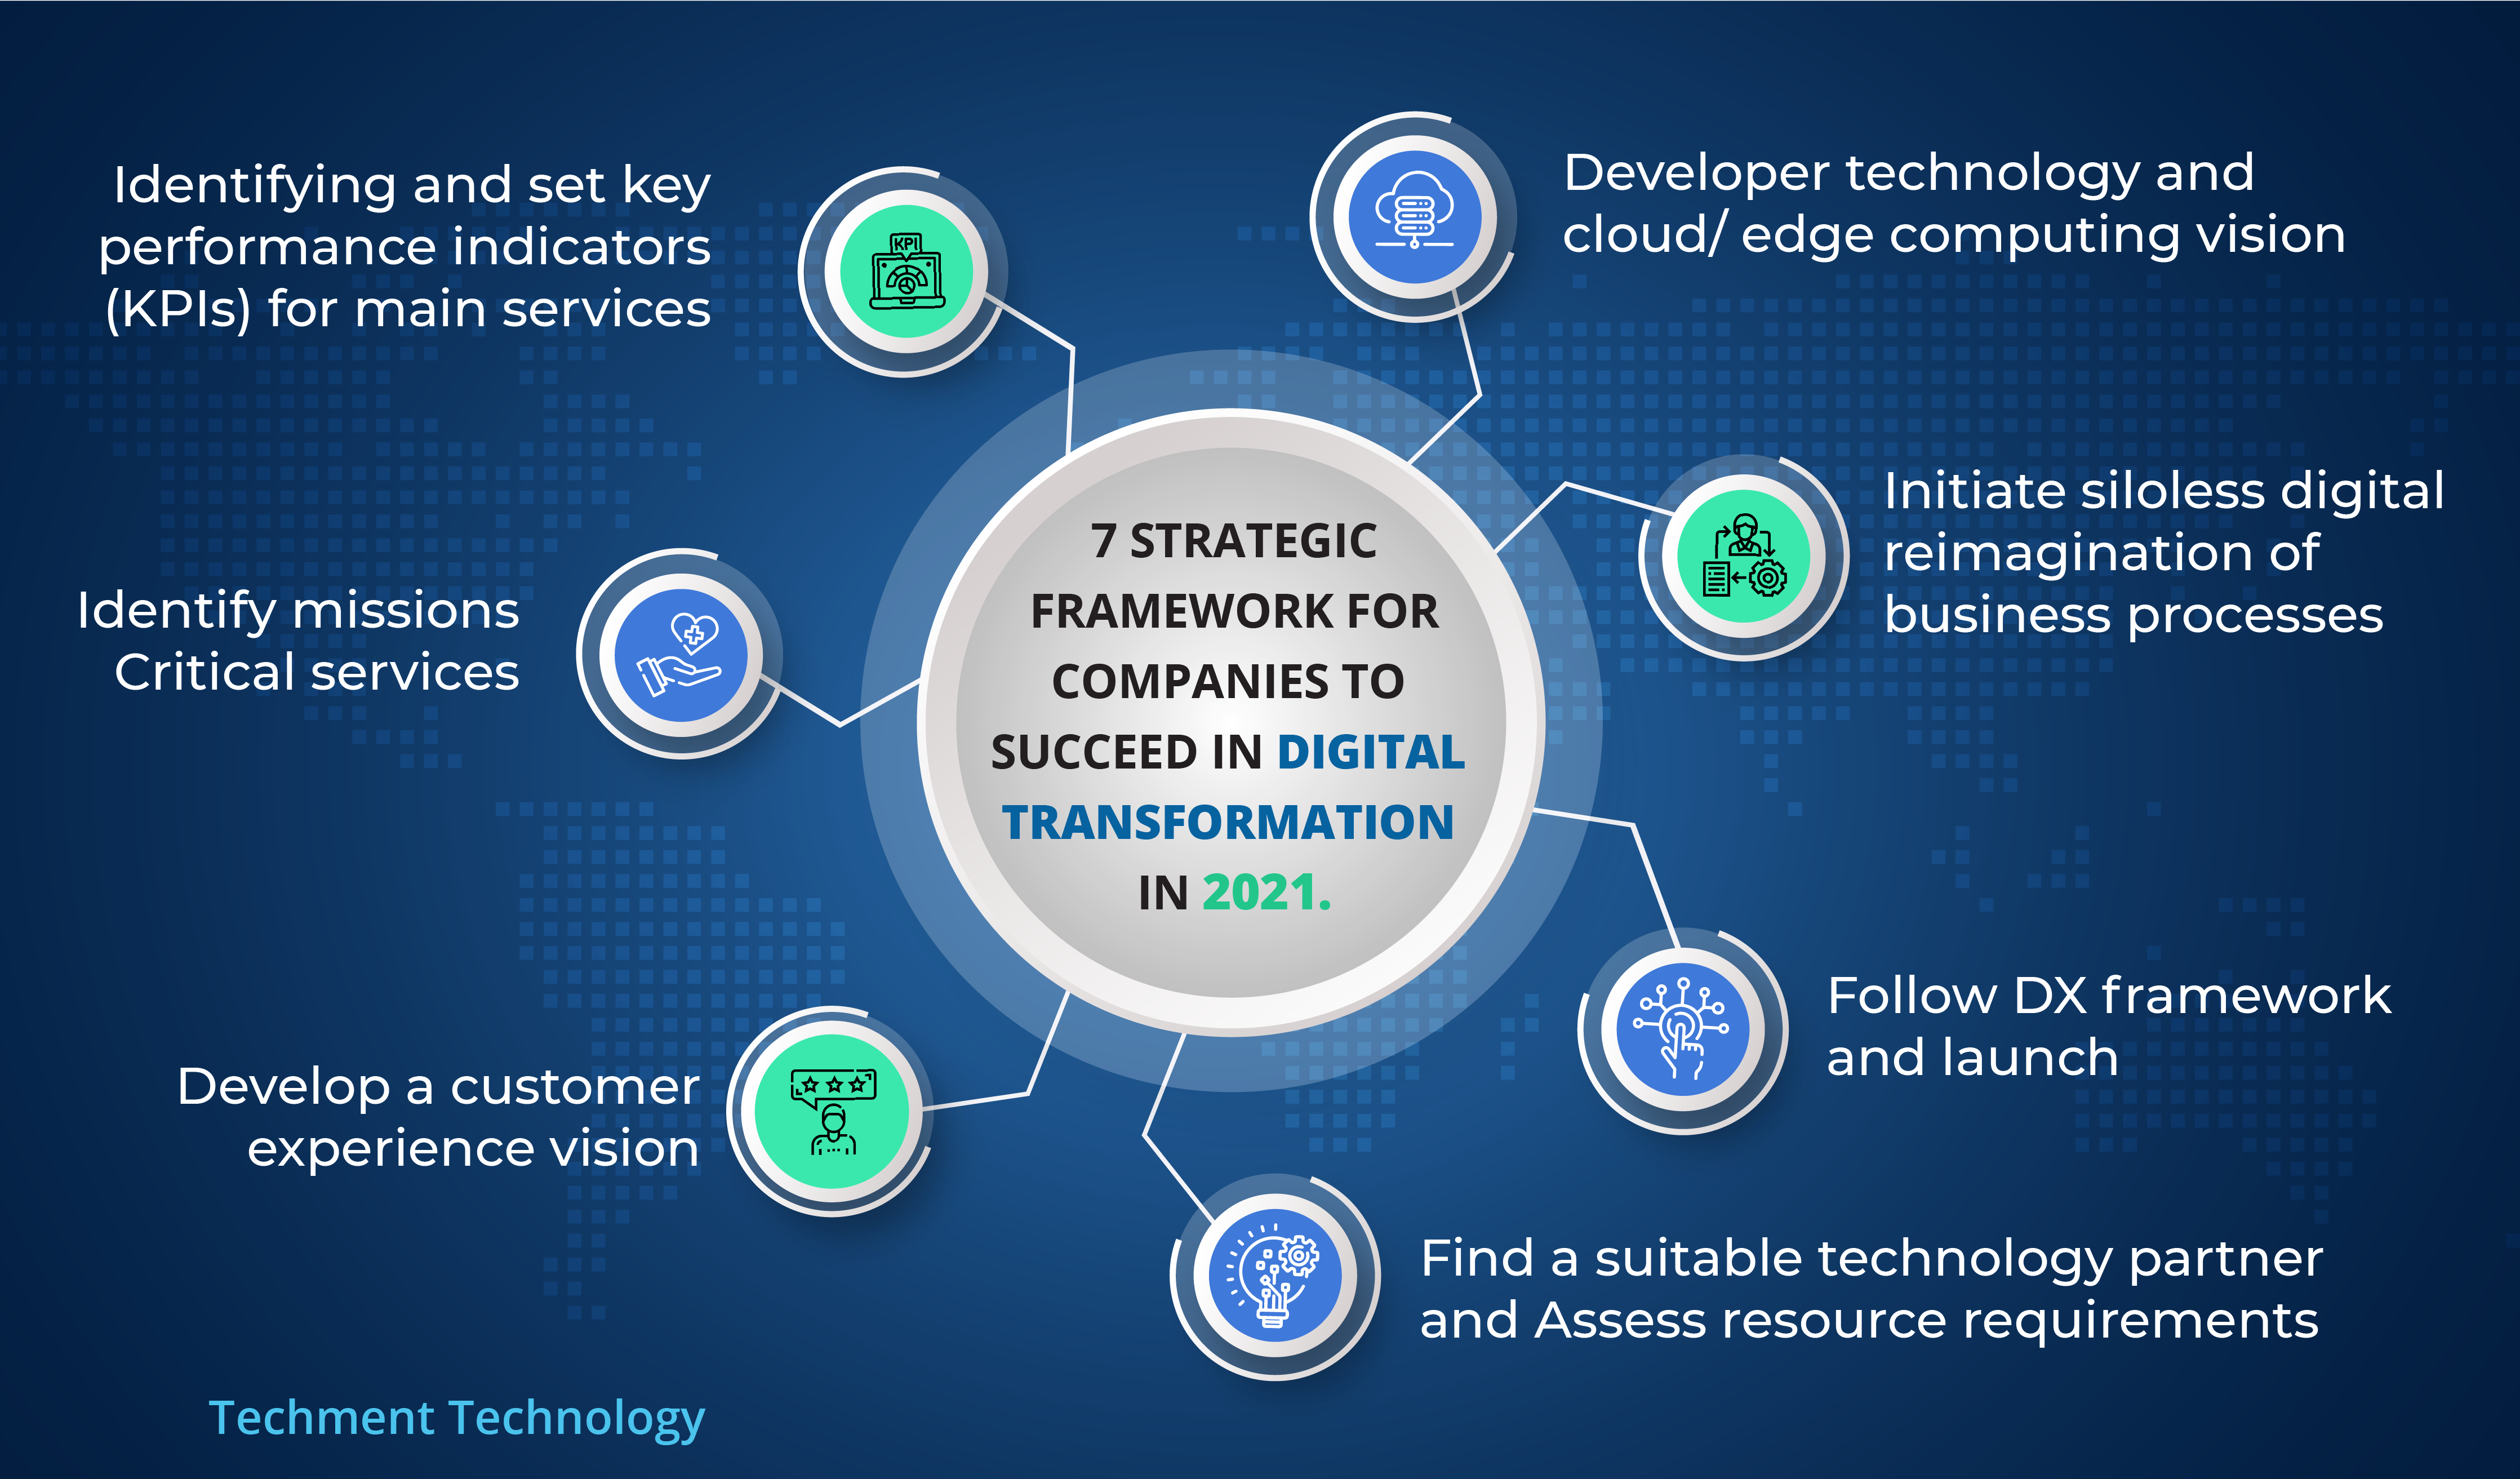 Identifying and set key
performance indicators
(KPIs) for main services
KPI
Developer technology and
cloud/ edge computing vision
Initiate siloless digital
reimagination of
business processes
Identify missions
Critical services
7 STRATEGIC
FRAMEWORK FOR
COMPANIES TO
SUCCEED IN DIGITAL
TRANSFORMATION
IN 2021.
Follow DX framework
and launch
Develop a customer
experience vision
Find a suitable technology partner
and Assess resource requirements
Techment Technology